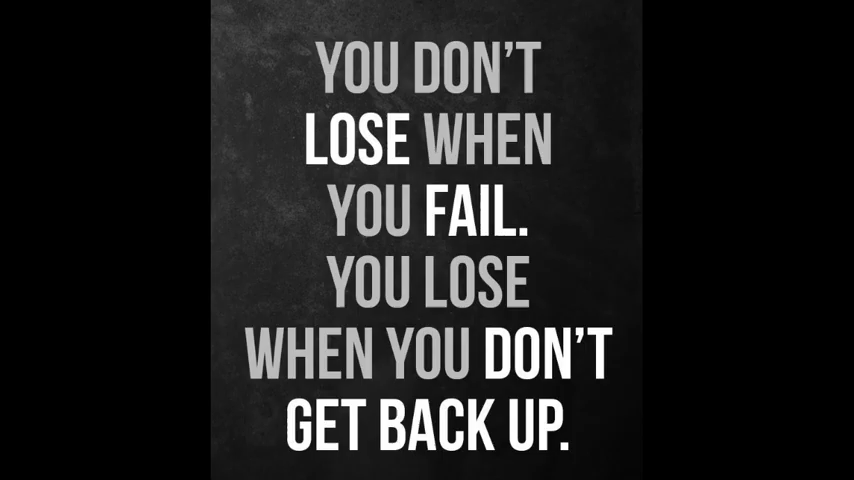 YOU DON'T
LOSE WHEN
YOU FAIL.
YOU LOSE
WHEN YOU DON'T
GET BACK UP.